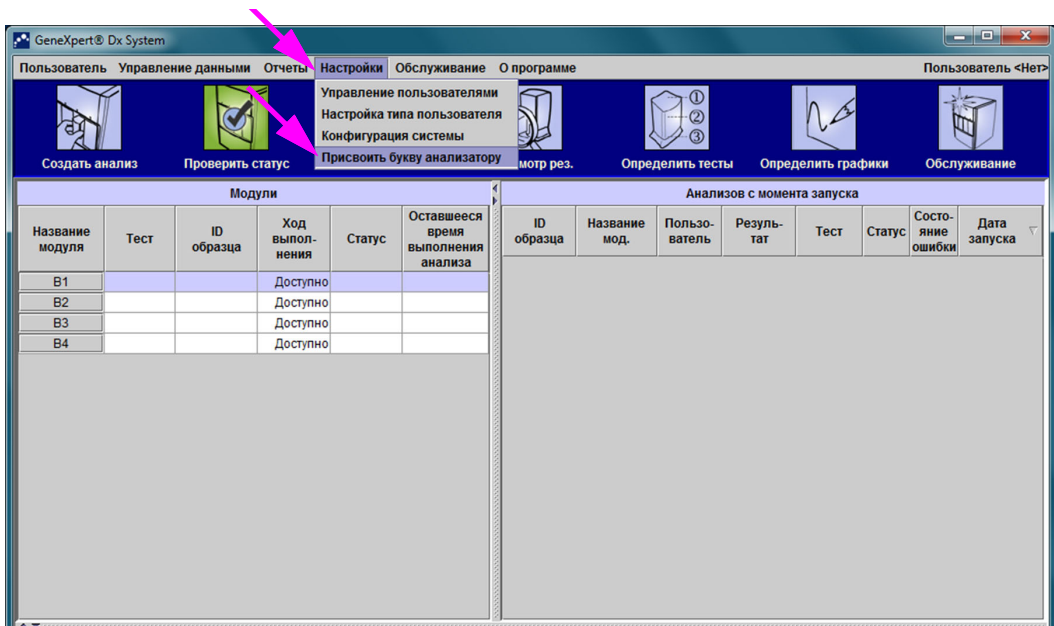 GeneXpert® Dx System
Пользователь Управление данными Отчеты Настройки Обслуживание О программе Пользователь <Нет>
Управление пользователями
Настройка типа пользователя
Конфигурация системы
Присвоить букву анализатору
① ② ③
Создать анализ Проверить статус мотр рез. Определить тесты Определить графики Обслуживание
Модули
Название модуля Тест ID образца Ход выпол- нения Статус Оставшееся время выполнения анализа
B1 Доступно
B2 Доступно
B3 Доступно
B4 Доступно
Анализов с момента запуска
ID образца Название мод. Пользо- ватель Резуль- тат Тест Статус Состо- яние ошибки Дата запуска